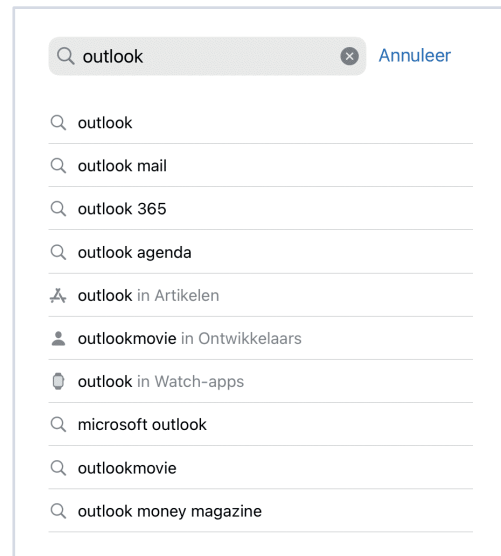 outlook Annuleer
outlook
outlook mail
outlook 365
outlook agenda
outlook in Artikelen
outlookmovie in Ontwikkelaars
outlook in Watch-apps
microsoft outlook
outlookmovie
outlook money magazine